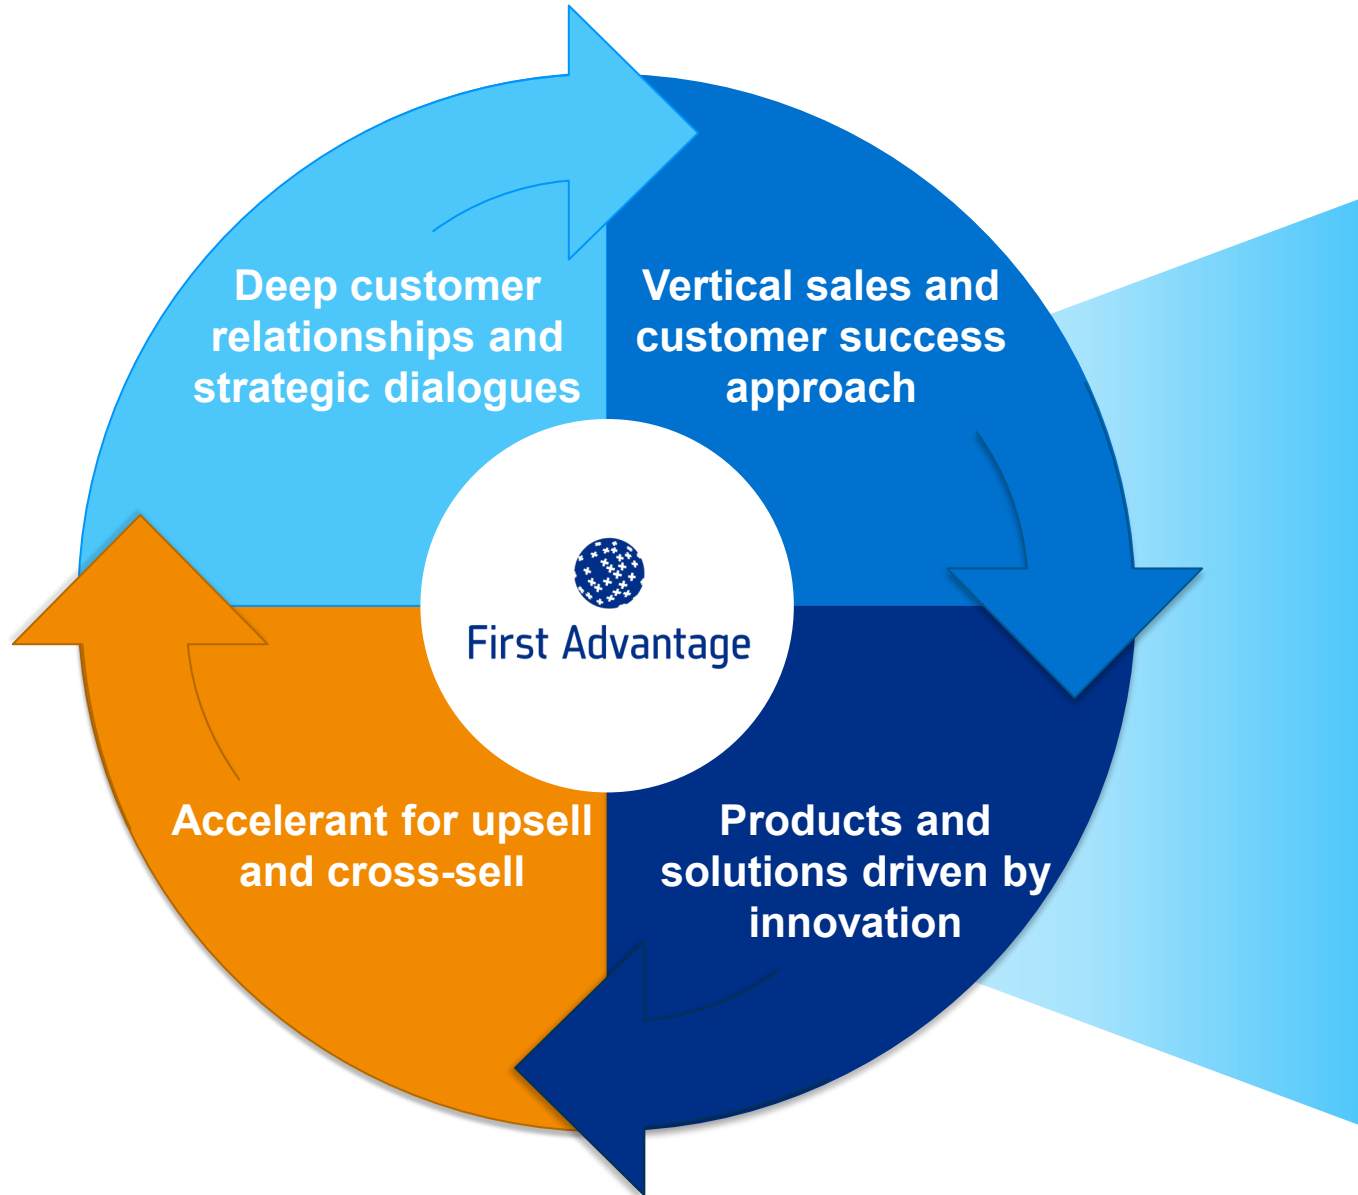 Deep customer
relationships and
strategic dialogues
Vertical sales and
customer success
approach
First Advantage
Accelerant for upsell
and cross-sell
Products and
solutions driven by
innovation